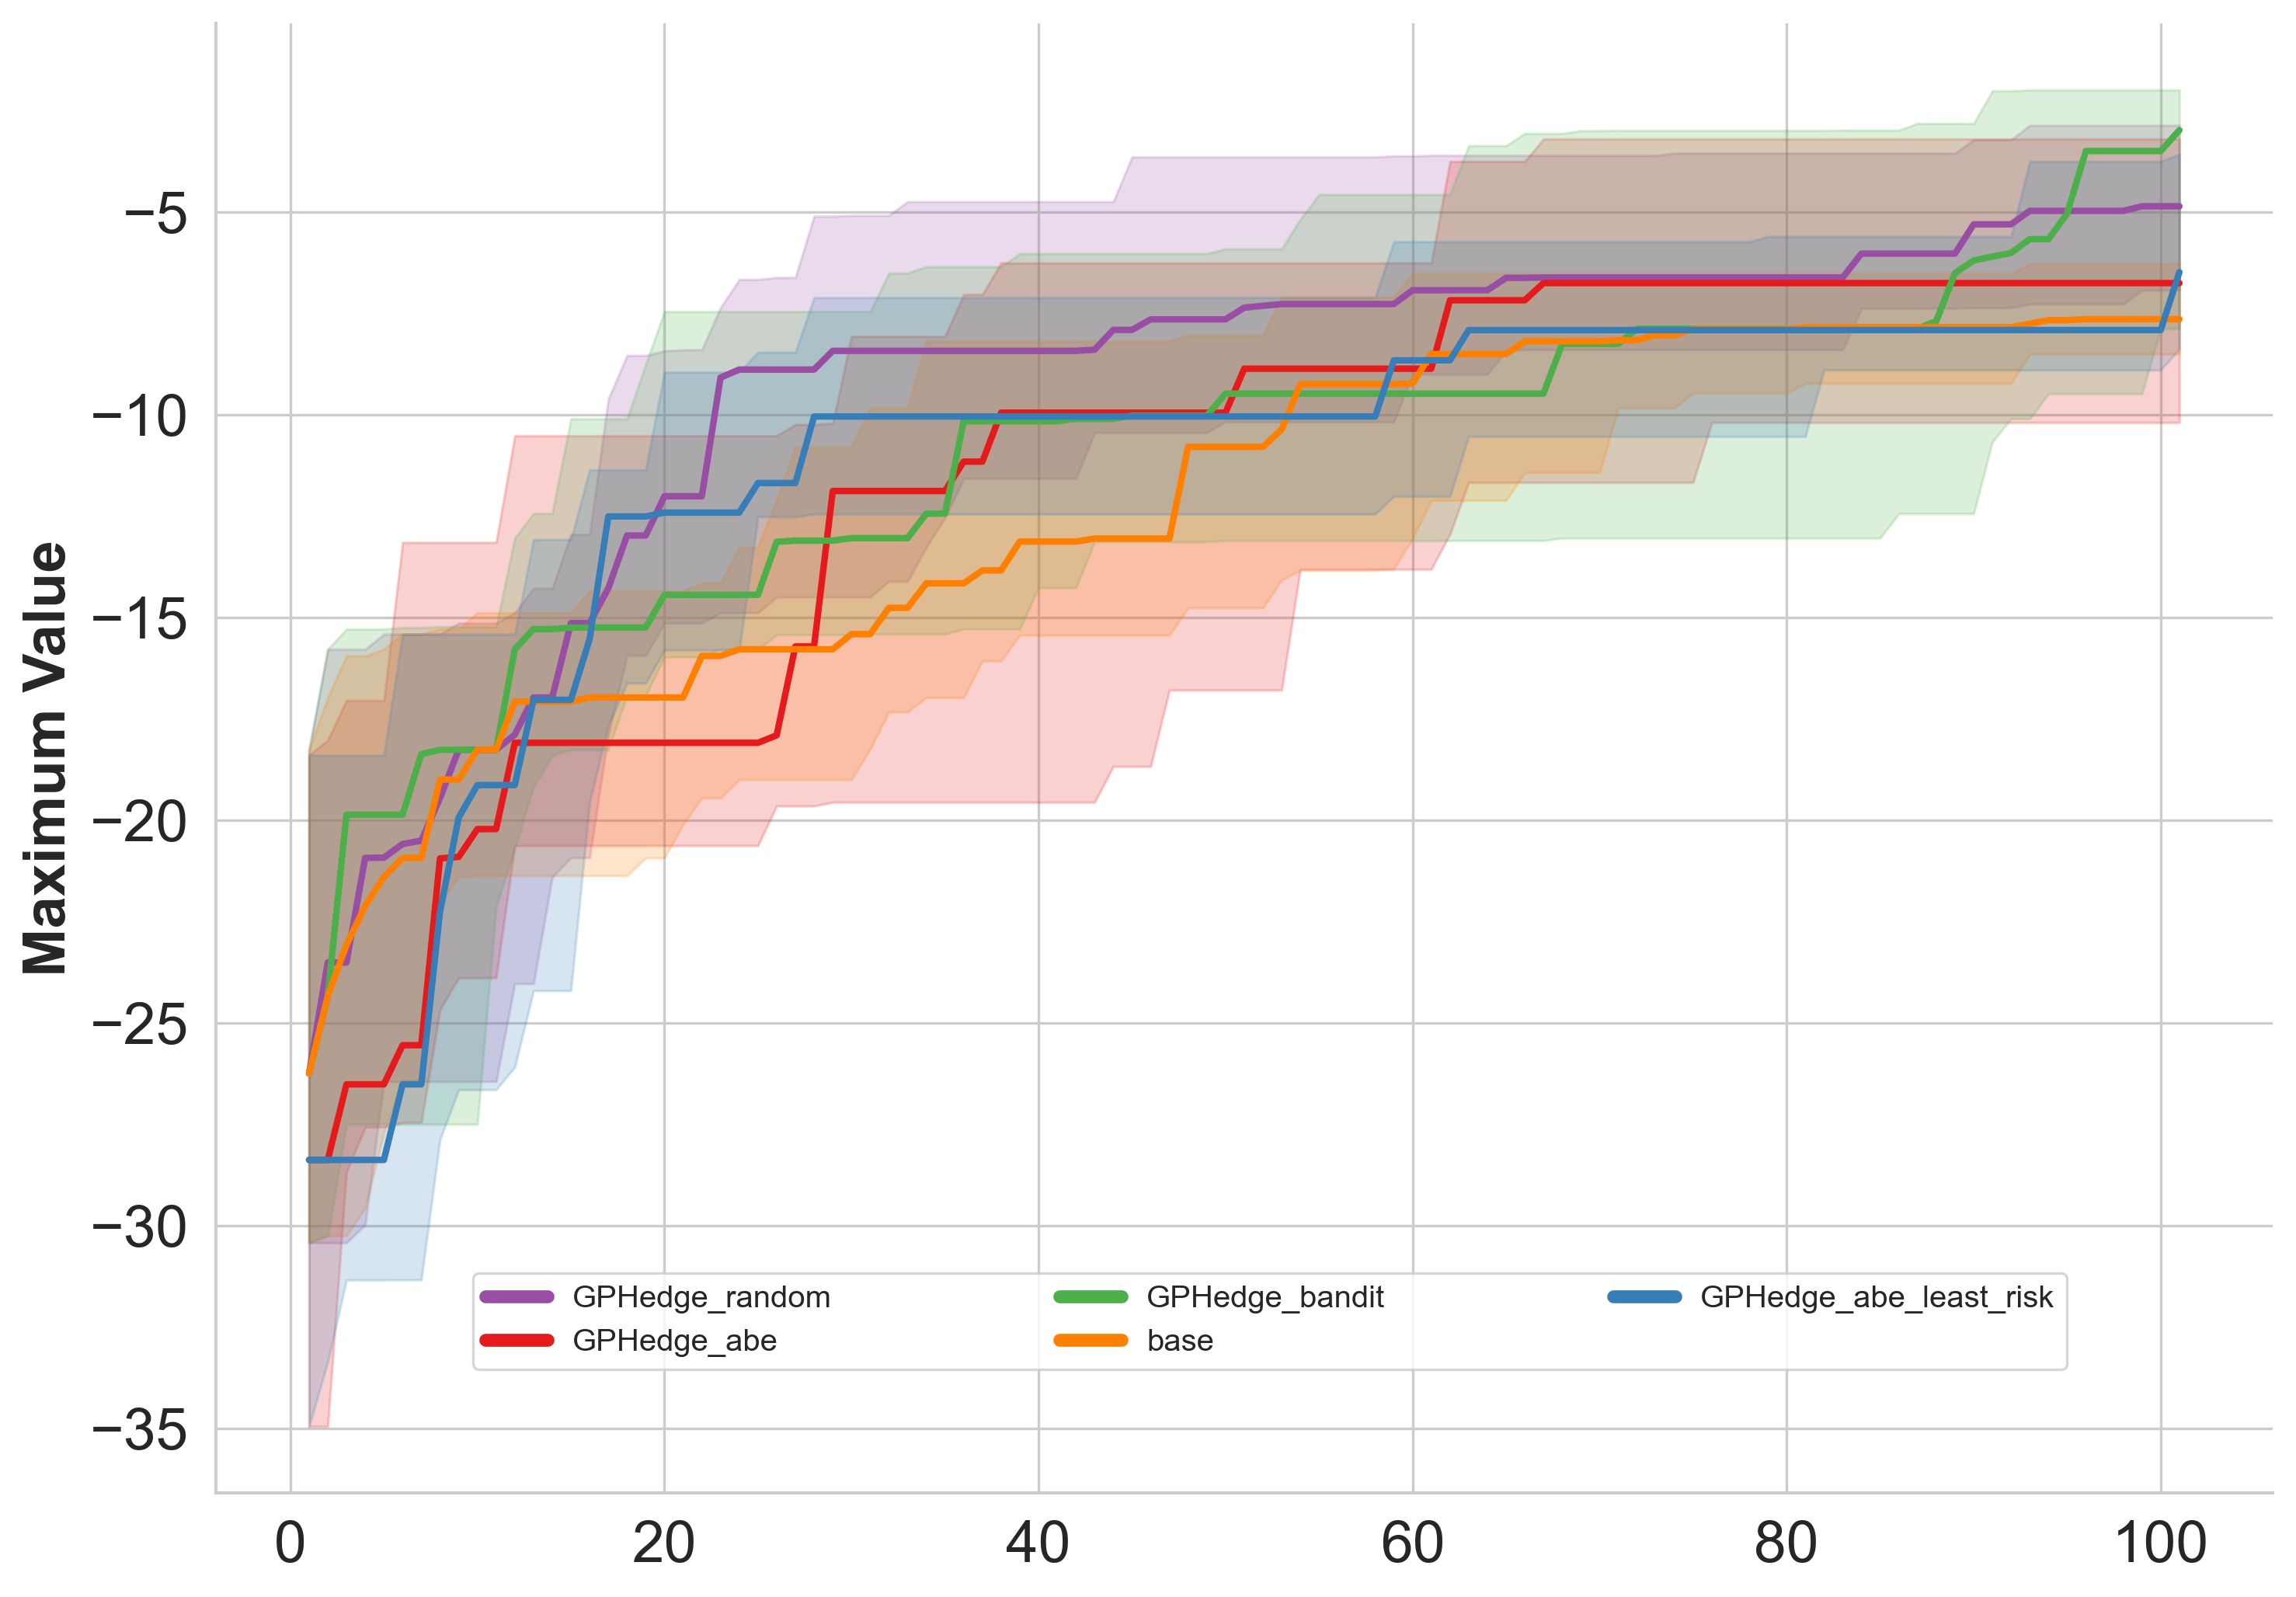 Maximum Value
−5
−10
−15
−20
−25
−30
−35
GPHedge_random GPHedge_bandit GPHedge_abe_least_risk
GPHedge_abe base
0 20 40 60 80 100